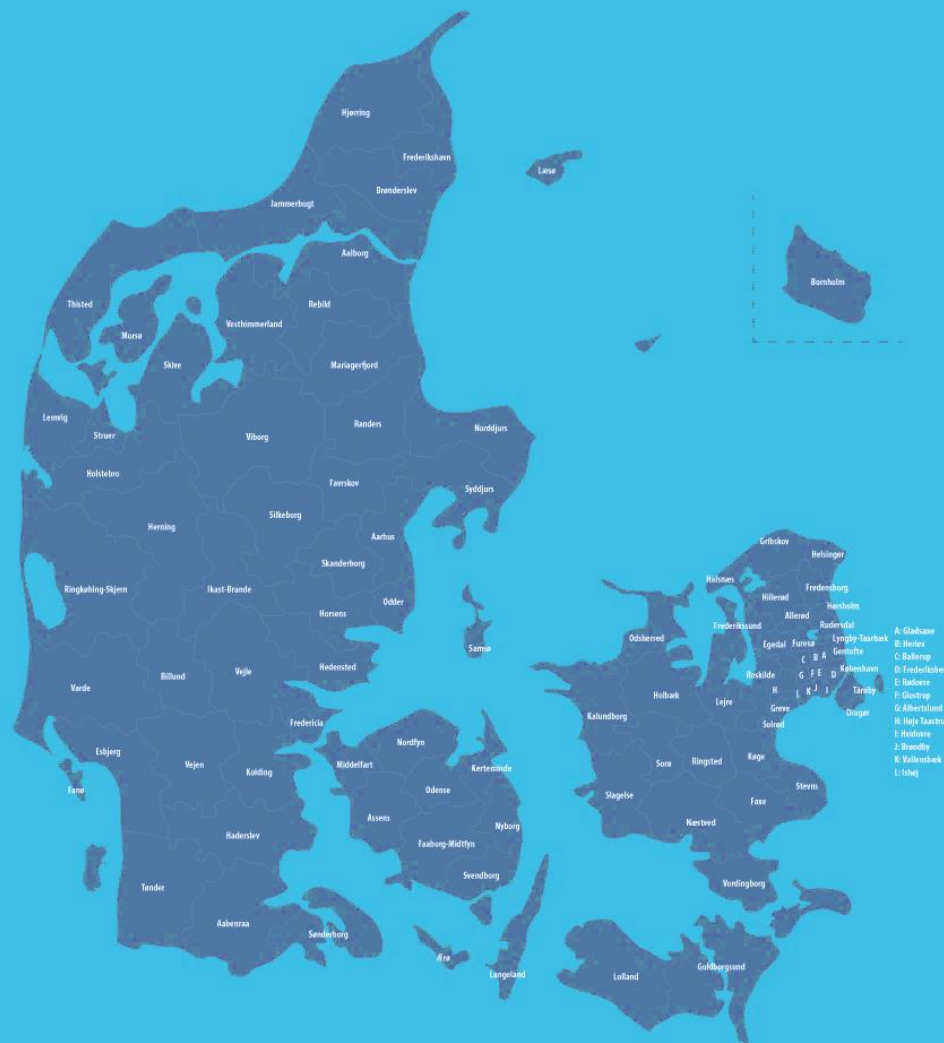 Hjørring
Frederikshavn
Læsø
Brønderslev
Jammerbugt
Aalborg
Bornholm
Thisted
Rebild
Vesthimmerland
Morsø
Skive
Mariagerfjord
Lemvig
Randers
Norddjurs
Struer
Viborg
Holstebro
Favrskov
Syddjurs
Silkeborg
Herning
Aarhus
Gribskov
Helsingør
Skanderborg
Halsnæs
Fredensborg
Ringkøbing-Skjern
Ikast-Brande
Hillerød
Odder
Hørsholm
Horsens
Allerød
Frederikssund
Rudersdal
Odsherred
Lyngby-Taarbæk
Samsø
Egedal
Furesø
Gentofte
C B A
Hedensted
København
Vejle
Billund
Roskilde
G F E D
Varde
H
Tårnby
Holbæk
L K J I
Lejre
Greve
Dragør
Kalundborg
Fredericia
Solrød
Nordfyn
Esbjerg
Køge
Vejen
Middelfart
Sorø
Ringsted
Kolding
Kerteminde
Fanø
Odense
Stevns
Slagelse
Faxe
Assens
Næstved
Nyborg
Haderslev
Faaborg-Midtfyn
Svendborg
Tønder
Vordingborg
Aabenraa
Sønderborg
Ærø
Guldborgsund
Langeland
Lolland
A: Gladsaxe
B: Herlev
C: Ballerup
D: Frederiksbe
E: Rødovre
F: Glostrup
G: Albertslund
H: Høje Taastru
I: Hvidovre
J: Brøndby
K: Vallensbæk
L: Ishøj